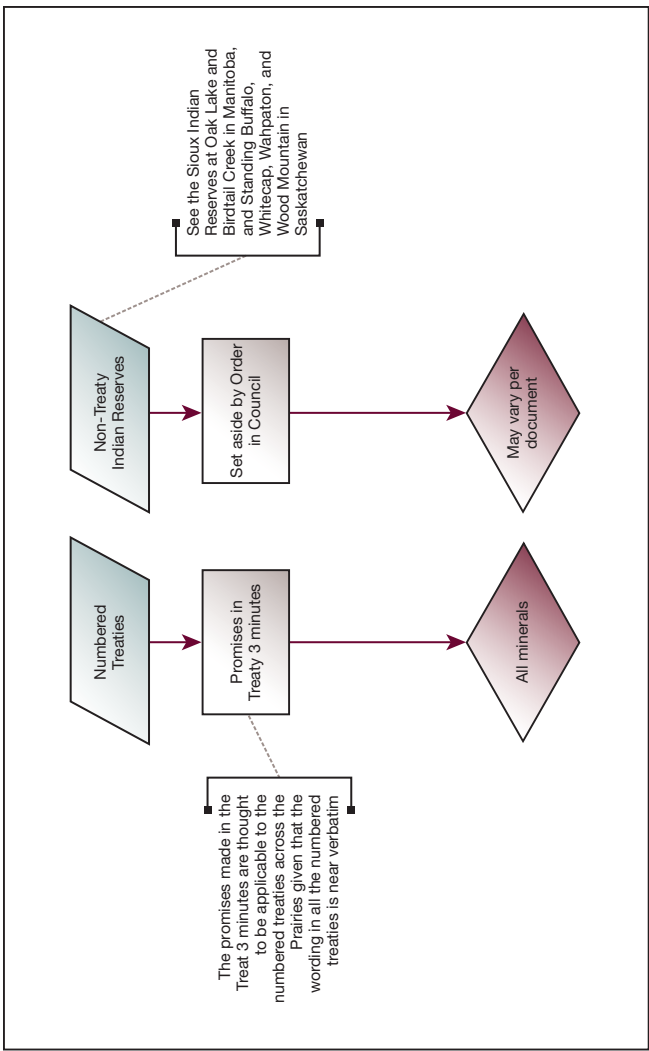 Numbered
Treaties
Promises in
Treaty 3 minutes
All minerals
The promises made in the
Treat 3 minutes are thought
to be applicable to the
numbered treaties across the
Prairies given that the
wording in all the numbered
treaties is near verbatim
Non-Treaty
Indian Reserves
Set aside by Order
in Council
May vary per
document
See the Sioux Indian
Reserves at Oak Lake and
Birdtail Creek in Manitoba,
and Standing Buffalo,
Whitecap, Wahpaton, and
Wood Mountain in
Saskatchewan